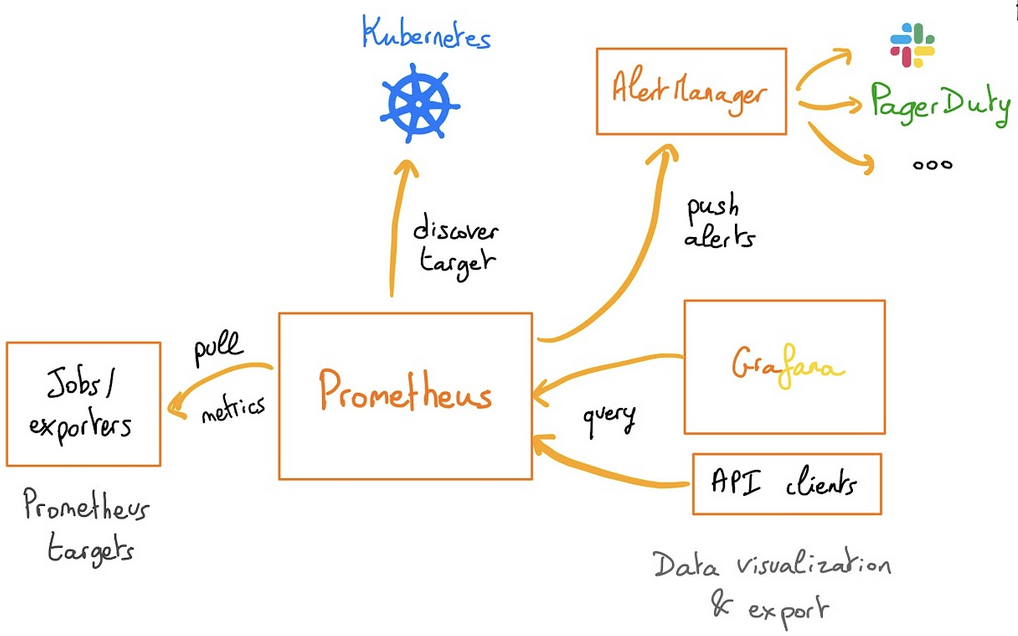 Kubernetes
AlertManager
PagerDuty
ooo
discover
target
push
alerts
pull
metrics
Jobs/
exporters
Prometheus
Grafana
query
API clients
Prometheus
targets
Data visualization
& export